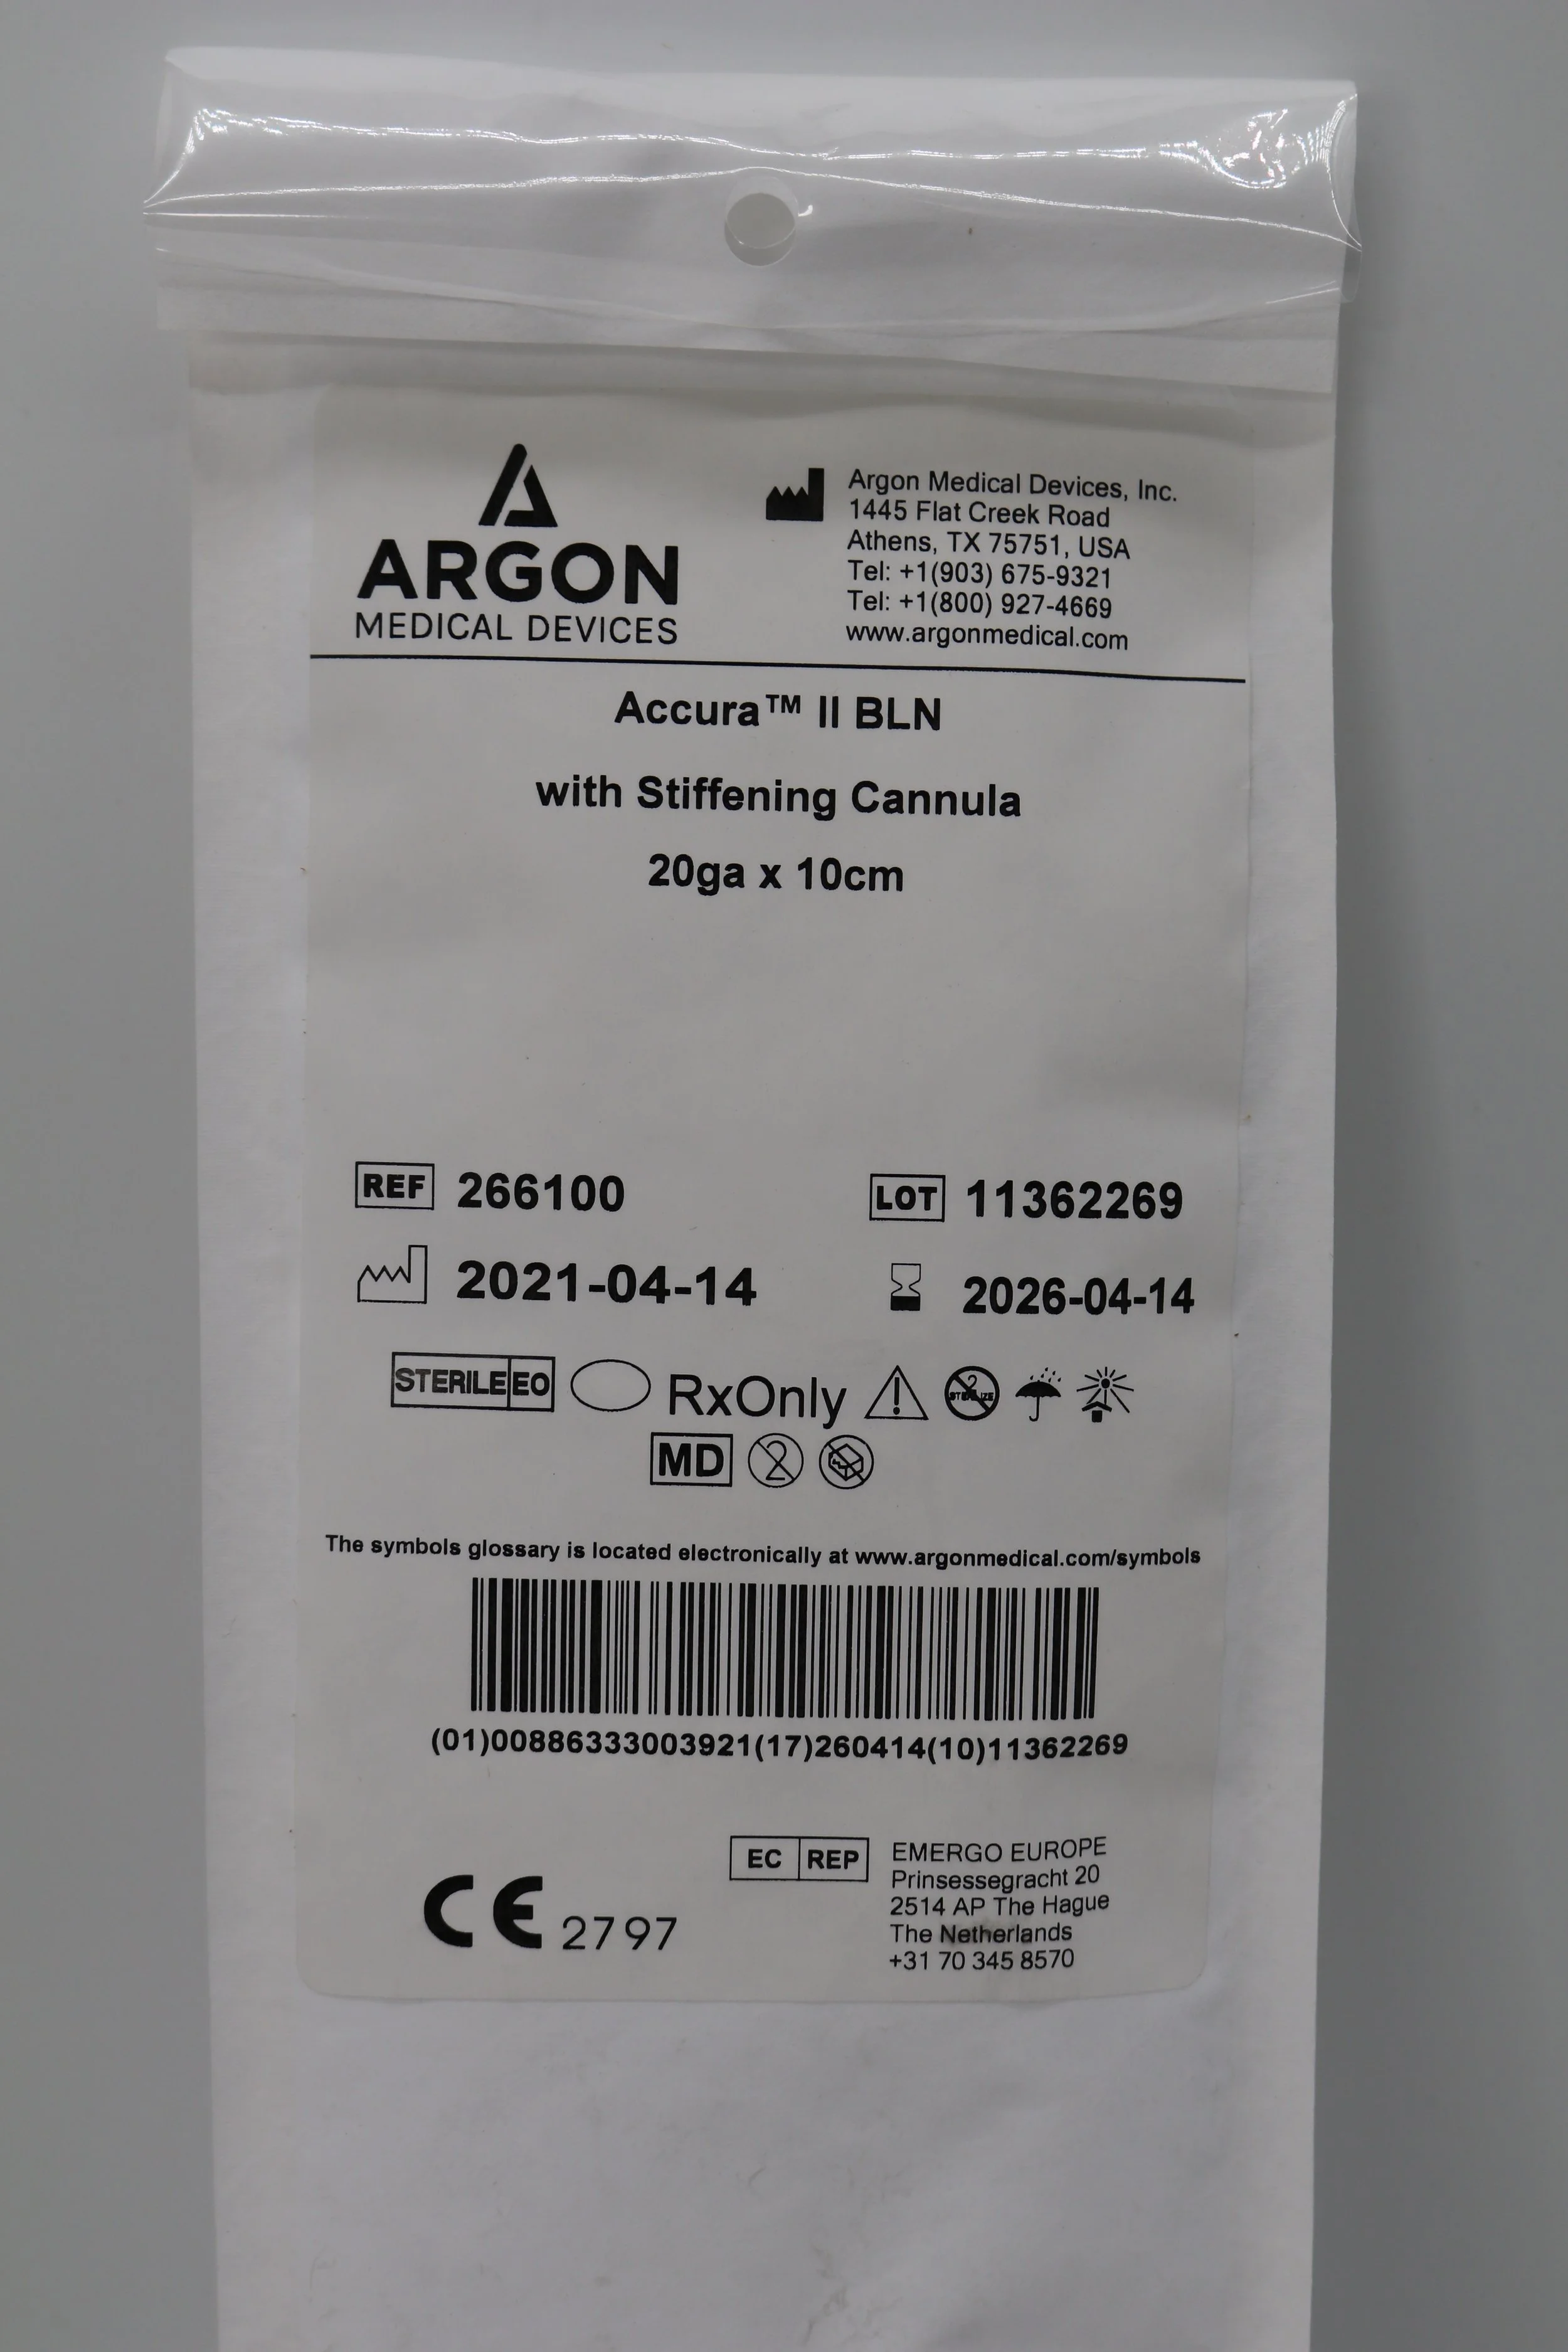 ARGON
MEDICAL DEVICES
Argon Medical Devices, Inc.
1445 Flat Creek Road
Athens, TX 75751, USA
Tel: +1(903) 675-9321
Tel: +1(800) 927-4669
www.argonmedical.com
Accura™ II BLN
with Stiffening Cannula
20ga x 10cm
REF 266100
LOT 11362269
2021-04-14
2026-04-14
STERILE EO RxOnly 2 STERILIZE
MD 2
The symbols glossary is located electronically at www.argonmedical.com/symbols
(01)00886333003921(17)260414(10)11362269
CE 2797
EC REP
EMERGO EUROPE
Prinsessegracht 20
2514 AP The Hague
The Netherlands
+31 70 345 8570